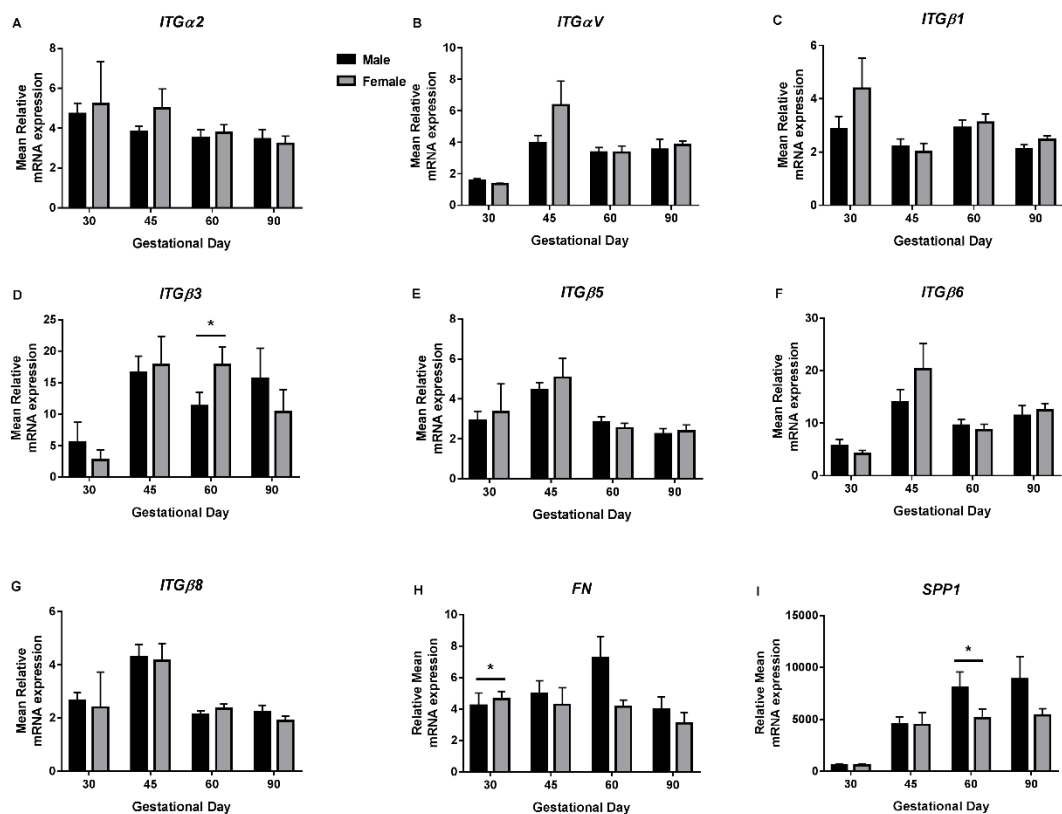 A
ITGα2
Mean Relative
mRNA expression
8
6
4
2
0
30
45
60
90
Gestational Day
Male
Female
B
ITGαV
Mean Relative
mRNA expression
10
8
6
4
2
0
30
45
60
90
Gestational Day
C
ITGβ1
Mean Relative
mRNA expression
6
4
2
0
30
45
60
90
Gestational Day
D
ITGβ3
Mean Relative
mRNA expression
25
20
15
10
5
0
*
30
45
60
90
Gestational Day
E
ITGβ5
Mean Relative
mRNA expression
8
6
4
2
0
30
45
60
90
Gestational Day
F
ITGβ6
Mean Relative
mRNA expression
30
20
10
0
30
45
60
90
Gestational Day
G
ITGβ8
Mean Relative
mRNA expression
6
4
2
0
30
45
60
90
Gestational Day
H
FN
Relative Mean
mRNA expression
10
8
6
4
2
0
*
30
45
60
90
Gestational Day
I
SPP1
Relative Mean
mRNA expression
15000
10000
5000
0
*
30
45
60
90
Gestational Day